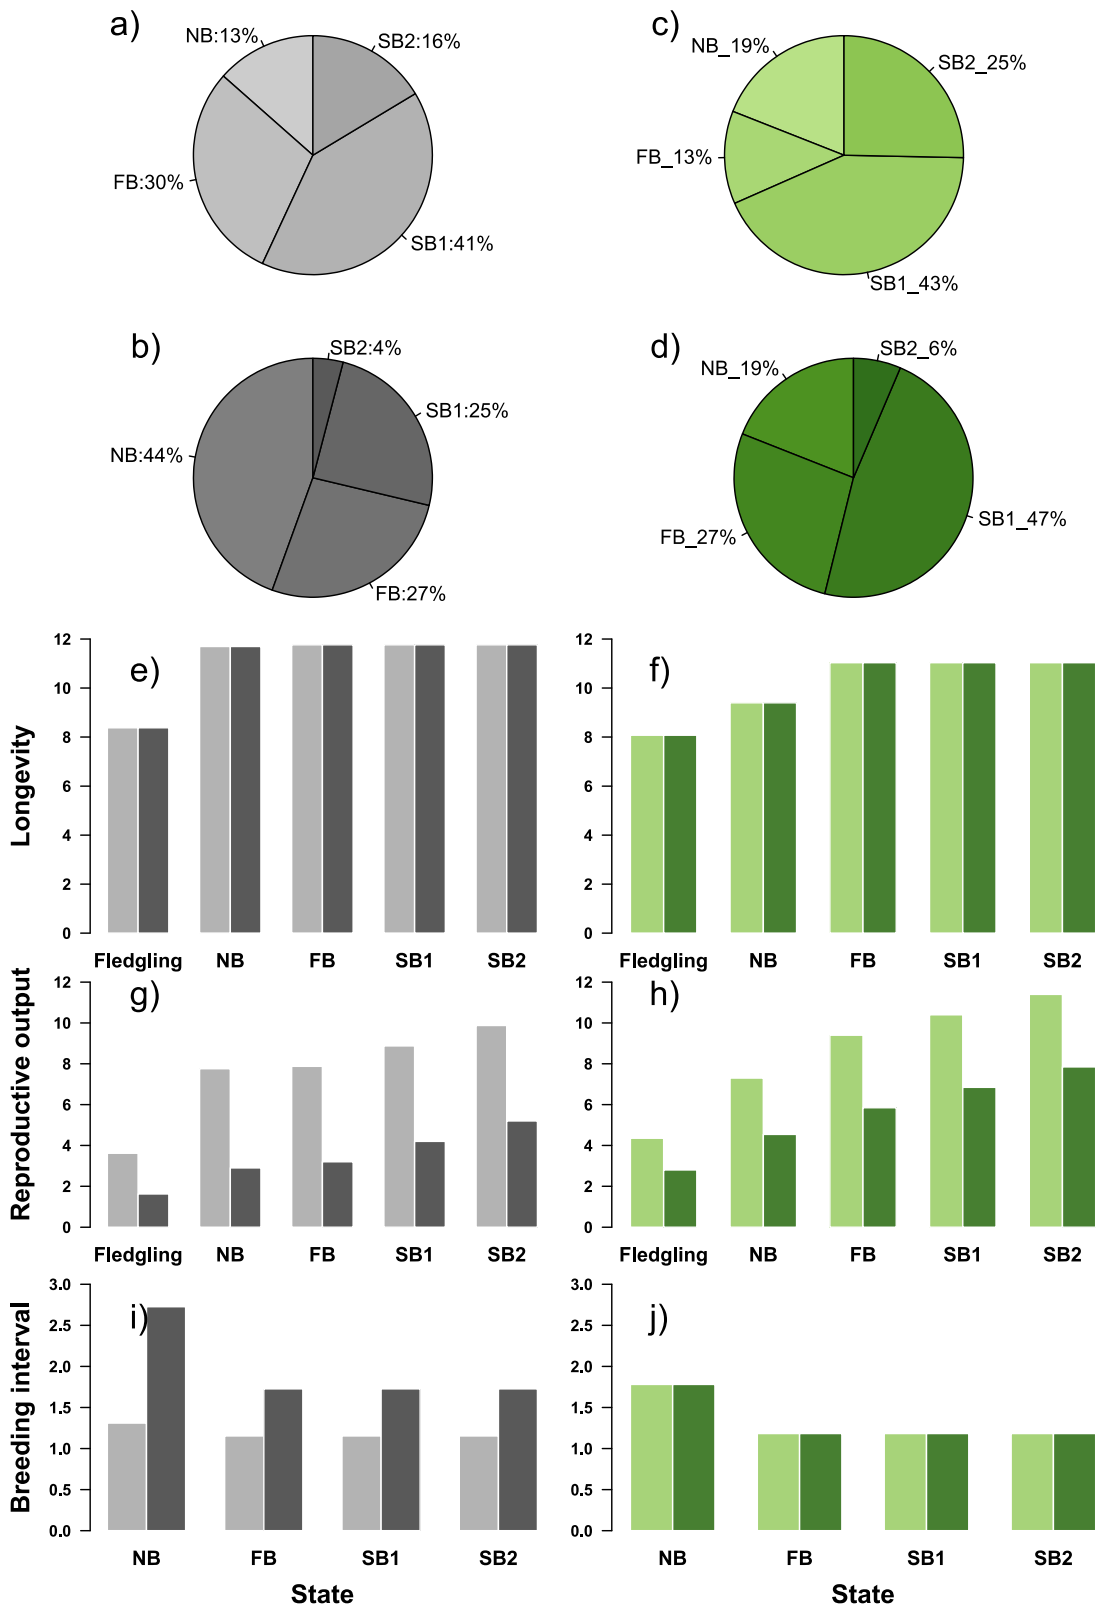 a)
NB:13%
SB2:16%
FB:30%
SB1:41%
c)
NB_19%
SB2_25%
FB_13%
SB1_43%
b)
SB2:4%
SB1:25%
NB:44%
FB:27%
d)
SB2_6%
NB_19%
FB_27%
SB1_47%
Longevity
e)
12
10
8
6
4
2
0
Fledgling NB FB SB1 SB2
f)
12
10
8
6
4
2
0
Fledgling NB FB SB1 SB2
Reproductive output
g)
12
10
8
6
4
2
0
Fledgling NB FB SB1 SB2
h)
12
10
8
6
4
2
0
Fledgling NB FB SB1 SB2
Breeding interval
i)
3.0
2.5
2.0
1.5
1.0
0.5
0.0
NB FB SB1 SB2
State
j)
3.0
2.5
2.0
1.5
1.0
0.5
0.0
NB FB SB1 SB2
State